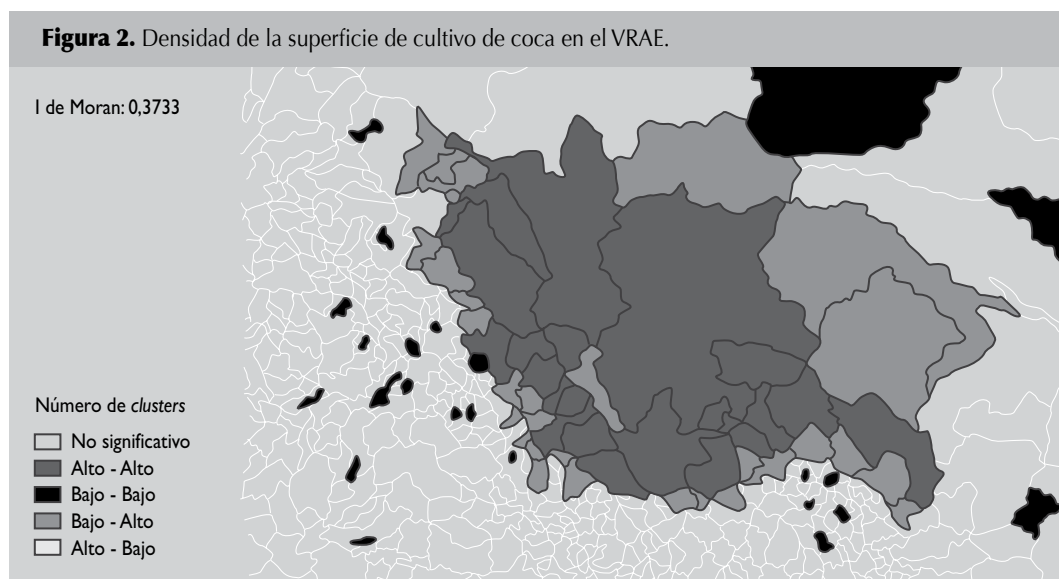 Figura 2. Densidad de la superficie de cultivo de coca en el VRAE.
I de Moran: 0,3733
Número de clusters
No significativo
Alto - Alto
Bajo - Bajo
Bajo - Alto
Alto - Bajo